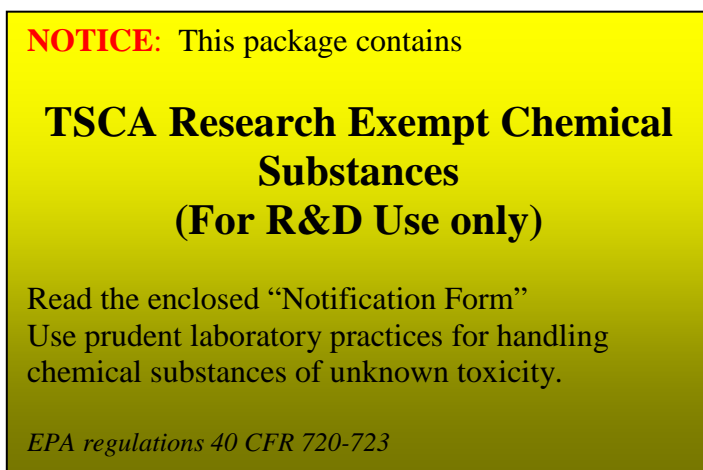 NOTICE: This package contains
TSCA Research Exempt Chemical
Substances
(For R&D Use only)
Read the enclosed “Notification Form”
Use prudent laboratory practices for handling
chemical substances of unknown toxicity.
EPA regulations 40 CFR 720-723